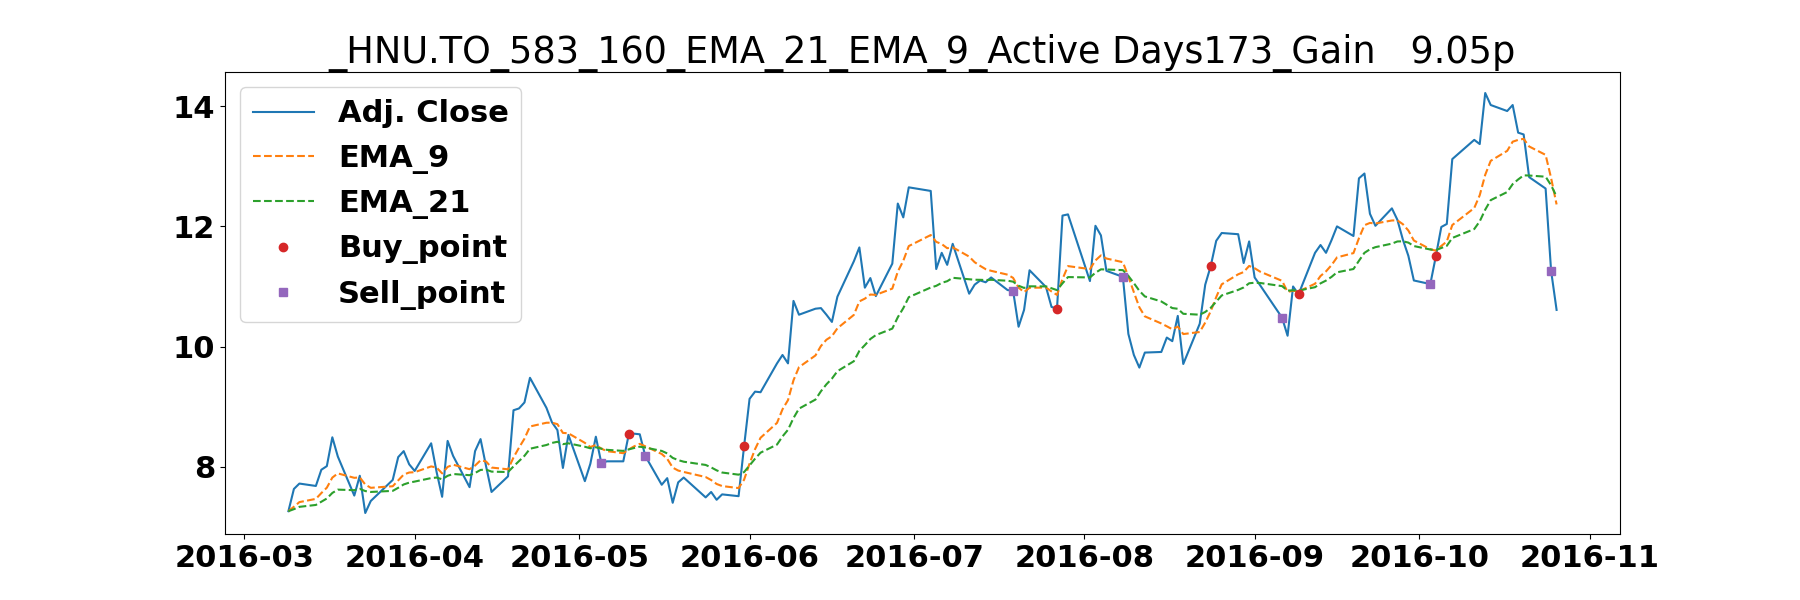 _HNU.TO_583_160_EMA_21_EMA_9_Active Days173_Gain   9.05p
Adj. Close
EMA_9
EMA_21
Buy_point
Sell_point
14
12
10
8
2016-03 2016-04 2016-05 2016-06 2016-07 2016-08 2016-09 2016-10 2016-11